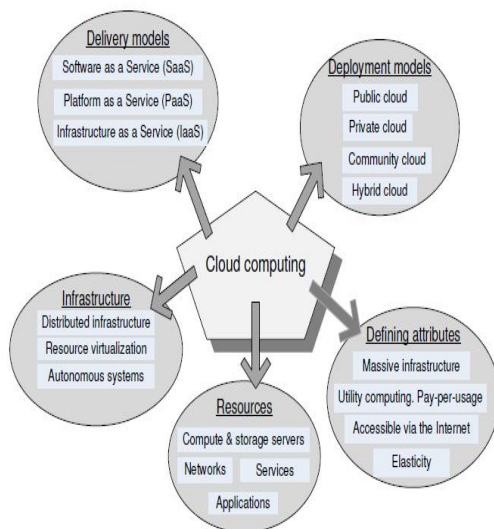 Delivery models
Software as a Service (SaaS)
Platform as a Service (PaaS)
Infrastructure as a Service (IaaS)
Deployment models
Public cloud
Private cloud
Community cloud
Hybrid cloud
Cloud computing
Infrastructure
Distributed infrastructure
Resource virtualization
Autonomous systems
Defining attributes
Massive infrastructure
Utility computing. Pay-per-usage
Accessible via the Internet
Elasticity
Resources
Compute & storage servers
Networks Services
Applications